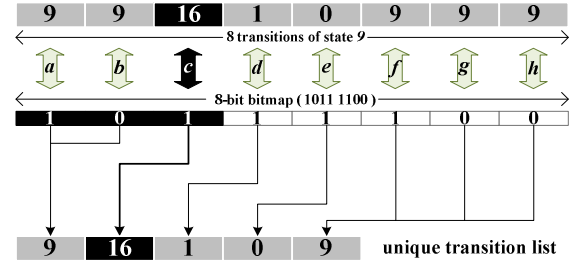 9 9 16 1 0 9 9 9
8 transitions of state 9
a b c d e f g h
8-bit bitmap ( 1011 1100 )
1 0 1 1 1 1 0 0
9 16 1 0 9 unique transition list